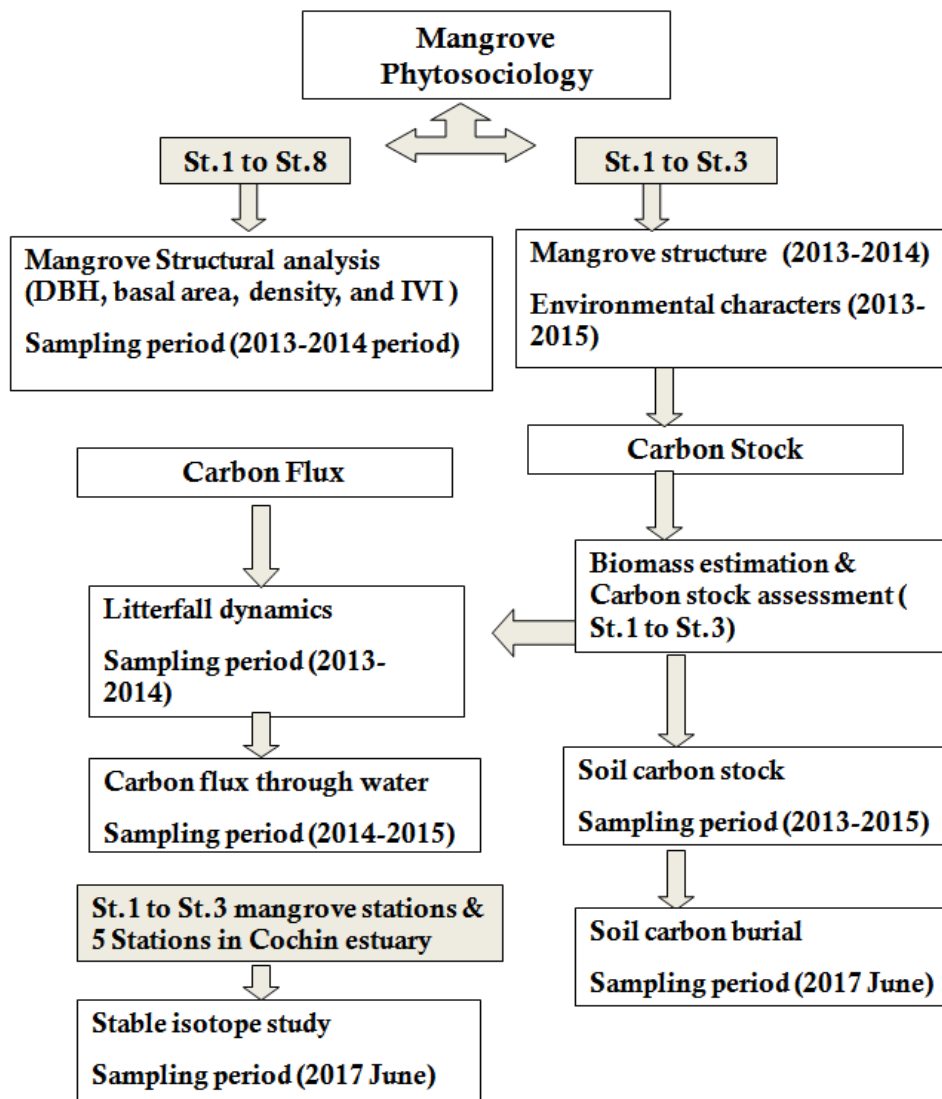 Mangrove
Phytosociology
St.1 to St.8
St.1 to St.3
Mangrove Structural analysis
(DBH, basal area, density, and IVI )
Sampling period (2013-2014 period)
Mangrove structure (2013-2014)
Environmental characters (2013-
2015)
Carbon Stock
Carbon Flux
Biomass estimation &
Carbon stock assessment (
St.1 to St.3)
Litterfall dynamics
Sampling period (2013-
2014)
Carbon flux through water
Sampling period (2014-2015)
Soil carbon stock
Sampling period (2013-2015)
St.1 to St.3 mangrove stations &
5 Stations in Cochin estuary
Soil carbon burial
Sampling period (2017 June)
Stable isotope study
Sampling period (2017 June)